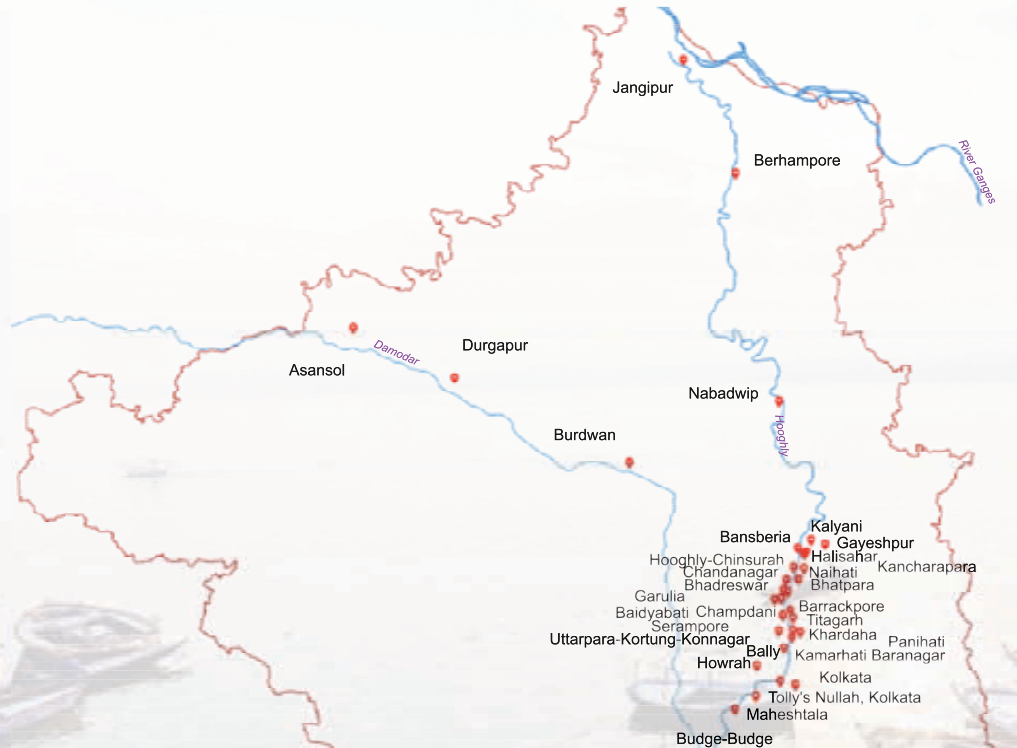 Jangipur
Berhampore
River Ganges
Durgapur
Damodar
Asansol
Nabadwip
Hooghly
Burdwan
Kalyani
Bansberia
Gayeshpur
Hooghly-Chinsurah
Halisahar
Kancharapara
Chandanagar
Naihati
Bhadreswar
Bhatpara
Garulia
Baidyabati
Champdani
Barrackpore
Serampore
Titagarh
Uttarpara-Kortung-Konnagar
Khardaha
Panihati
Bally
Kamarhati Baranagar
Howrah
Kolkata
Tolly's Nullah, Kolkata
Maheshtala
Budge-Budge